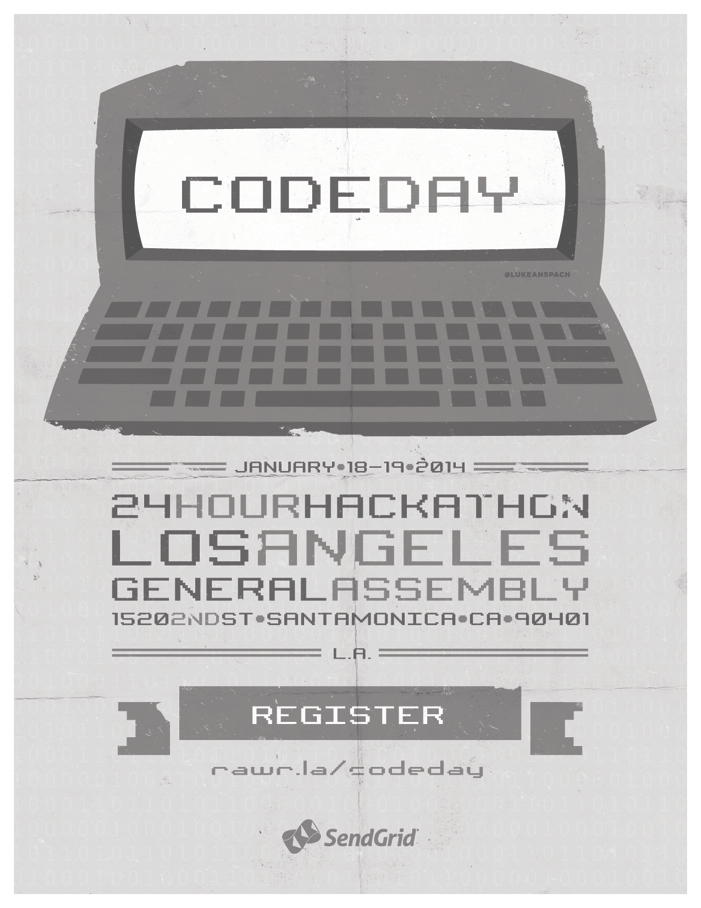 CODEDAY
@LUKEANSPACH
JANUARY•18–19•2014
24HOURHACKATHON
LOSANGELES
GENERALASSEMBLY
15202NDST•SANTAMONICA•CA•90401
L.A.
REGISTER
rawr.la/codeday
SendGrid